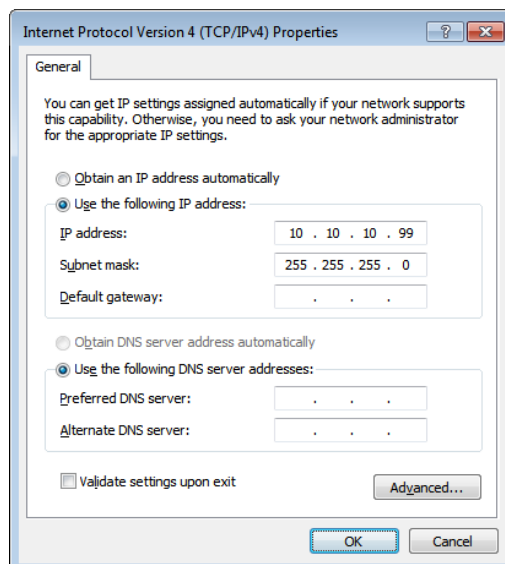 Internet Protocol Version 4 (TCP/IPv4) Properties
General
You can get IP settings assigned automatically if your network supports
this capability. Otherwise, you need to ask your network administrator
for the appropriate IP settings.
Obtain an IP address automatically
Use the following IP address:
IP address: 10 . 10 . 10 . 99
Subnet mask: 255 . 255 . 255 . 0
Default gateway: . . .
Obtain DNS server address automatically
Use the following DNS server addresses:
Preferred DNS server: . . .
Alternate DNS server: . . .
Validate settings upon exit
Advanced...
OK Cancel